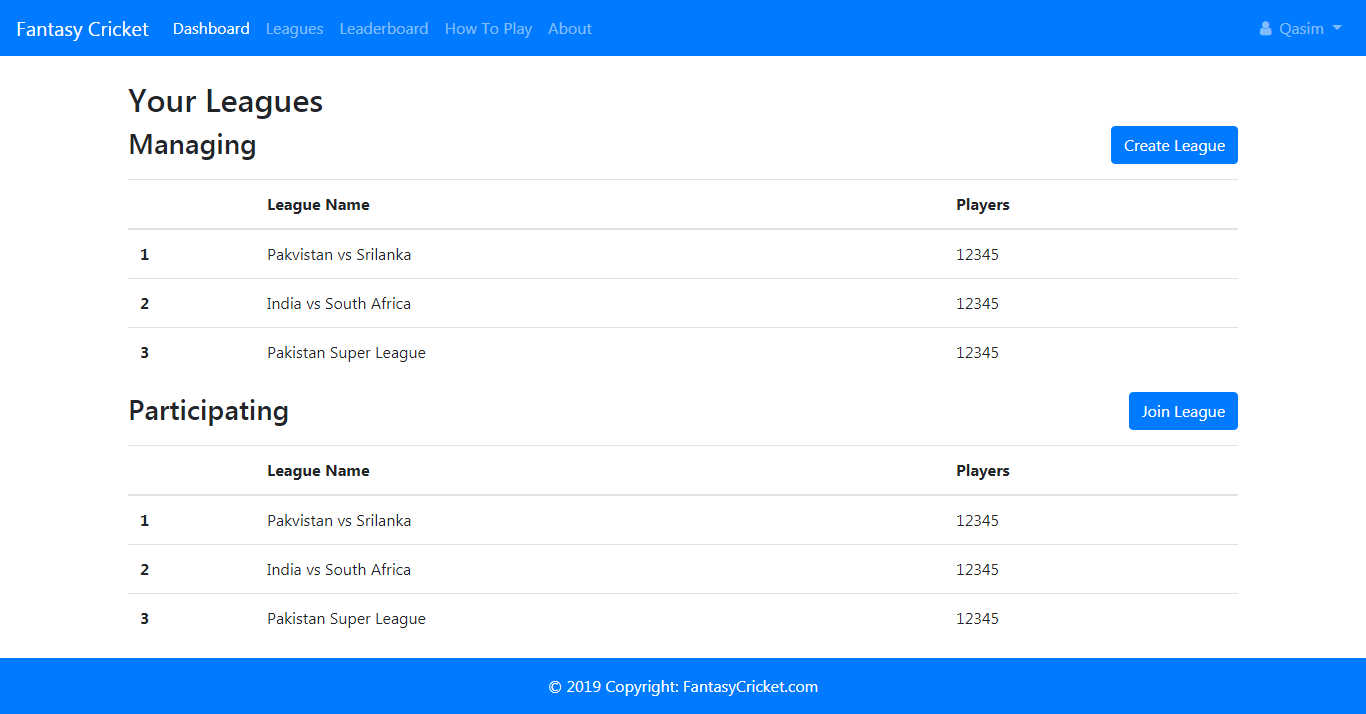 Fantasy Cricket Dashboard Leagues Leaderboard How To Play About Qasim
Your Leagues
Managing Create League
League Name Players
1 Pakvistan vs Srilanka 12345
2 India vs South Africa 12345
3 Pakistan Super League 12345
Participating Join League
League Name Players
1 Pakvistan vs Srilanka 12345
2 India vs South Africa 12345
3 Pakistan Super League 12345
© 2019 Copyright: FantasyCricket.com